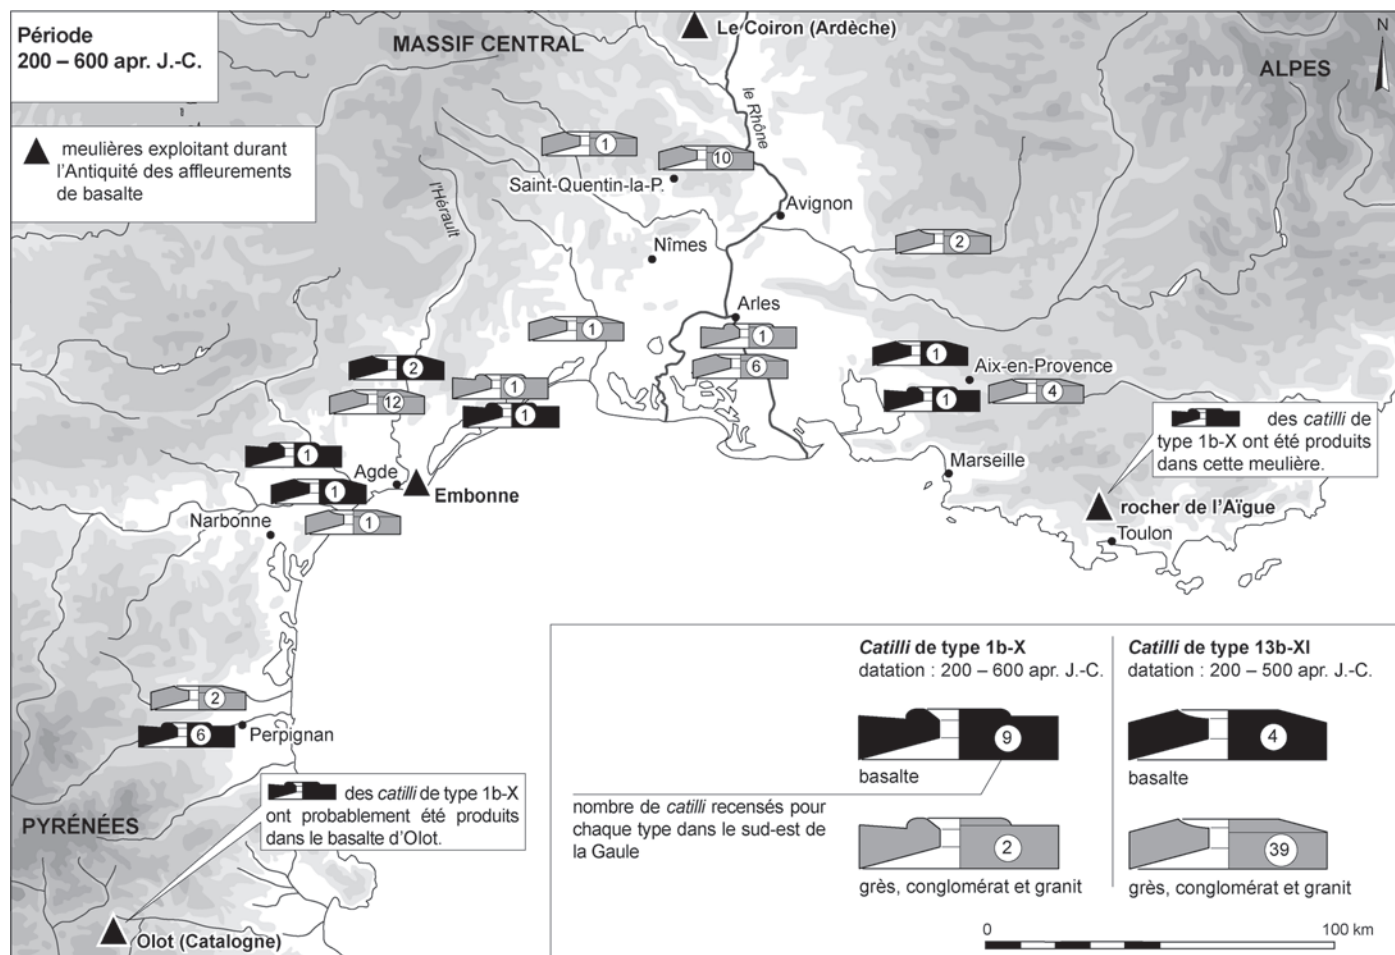 Période
200 – 600 apr. J.-C.
meulières exploitant durant
l'Antiquité des affleurements
de basalte
MASSIF CENTRAL
Le Coiron (Ardèche)
le Rhône
ALPES
N
l'Hérault
1
10
Saint-Quentin-la-P.
Avignon
2
Nîmes
Arles
1
1
6
2
12
1
1
1
Aix-en-Provence
1
4
des catilli de
type 1b-X ont été produits
dans cette meulière.
1
Agde
Embonne
1
1
Narbonne
Marseille
rocher de l'Aïgue
Toulon
2
6
Perpignan
des catilli de type 1b-X
ont probablement été produits
dans le basalte d'Olot.
PYRÉNÉES
Olot (Catalogne)
Catilli de type 1b-X
datation : 200 – 600 apr. J.-C.
9
basalte
2
grès, conglomérat et granit
Catilli de type 13b-XI
datation : 200 – 500 apr. J.-C.
4
basalte
39
grès, conglomérat et granit
nombre de catilli recensés pour
chaque type dans le sud-est de
la Gaule
0
100 km